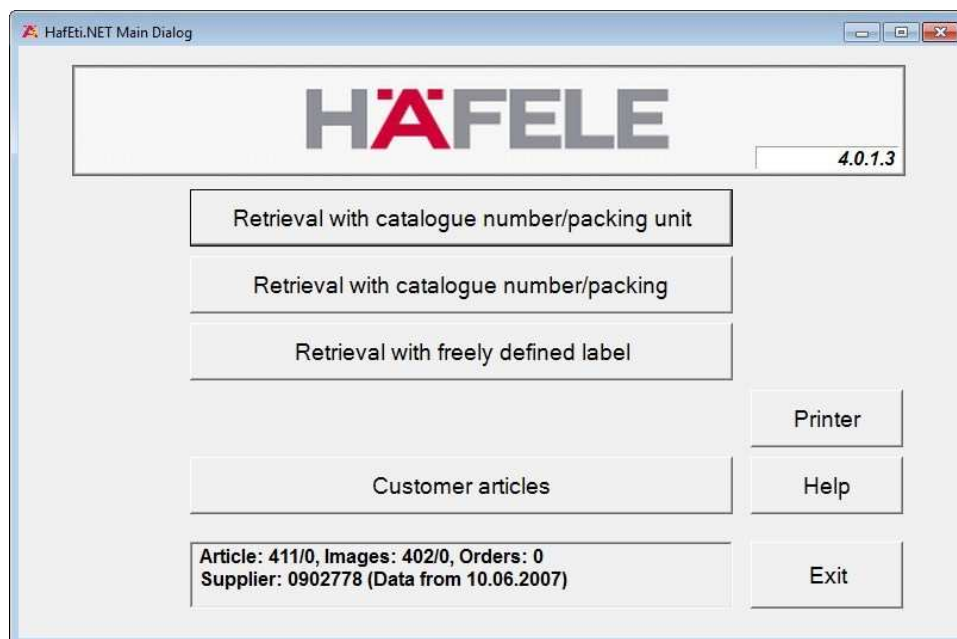 HafEti.NET Main Dialog
HÄFELE
4.0.1.3
Retrieval with catalogue number/packing unit
Retrieval with catalogue number/packing
Retrieval with freely defined label
Printer
Customer articles
Help
Article: 411/0, Images: 402/0, Orders: 0
Supplier: 0902778 (Data from 10.06.2007)
Exit